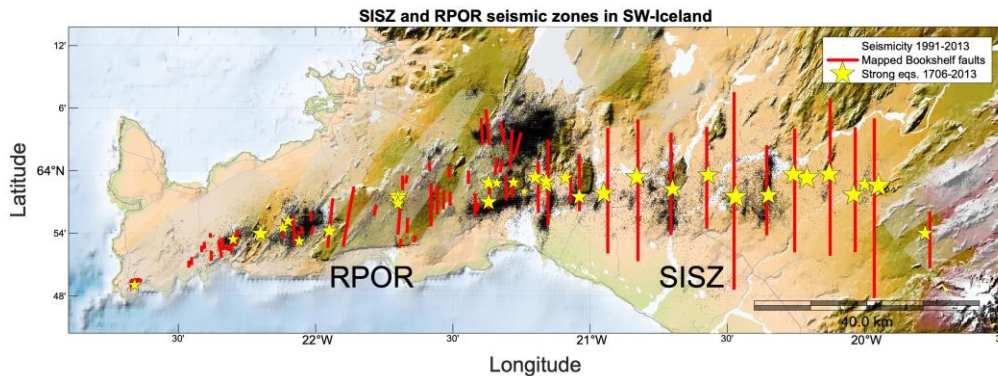 SISZ and RPOR seismic zones in SW-Iceland
Seismicity 1991-2013
Mapped Bookshelf faults
Strong eqs. 1706-2013
12'
6'
64°N
54'
48'
Latitude
RPOR
SISZ
40.0 km
30'
22°W
30'
21°W
30'
20°W
Longitude